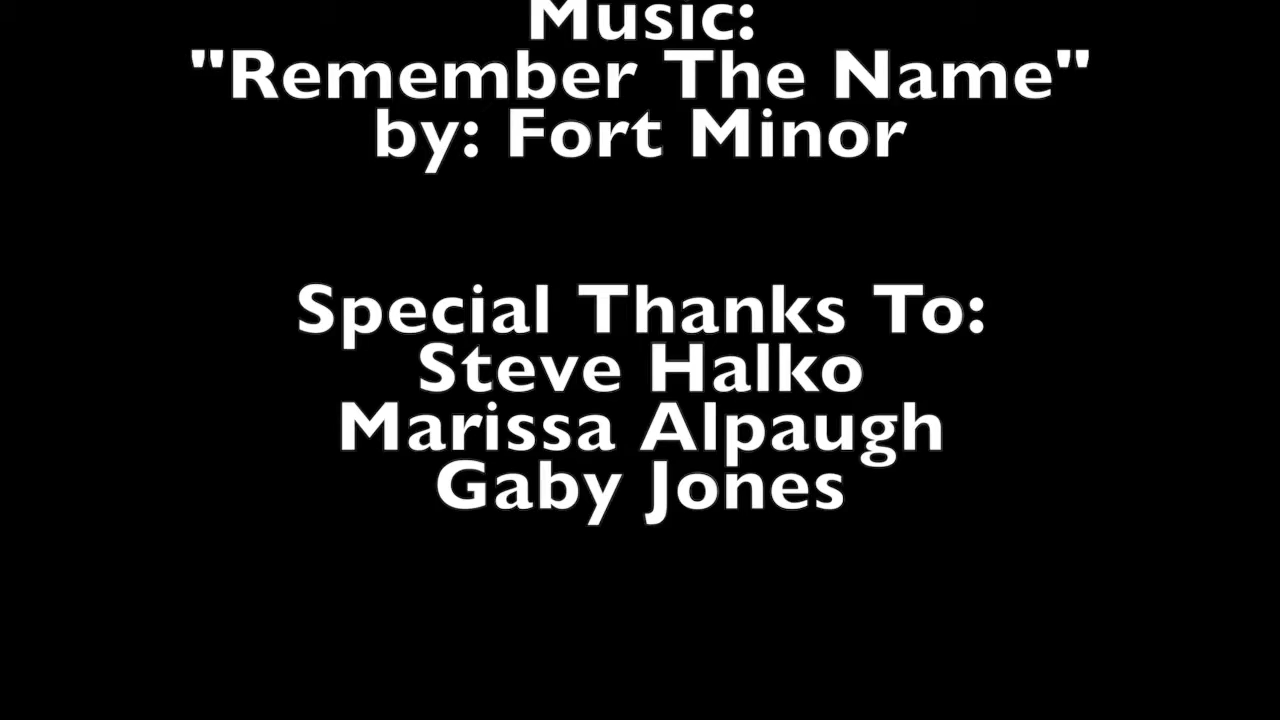 Music:
"Remember The Name"
by: Fort Minor
Special Thanks To:
Steve Halko
Marissa Alpaugh
Gaby Jones